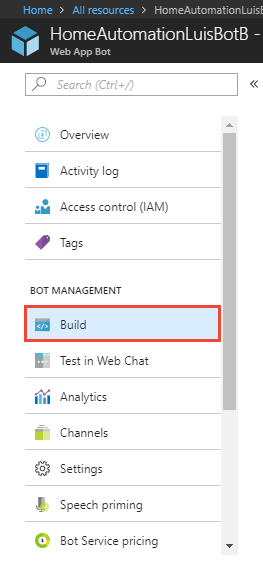 Home > All resources > HomeAutomationLuisB
HomeAutomationLuisBotB -
Web App Bot
Search (Ctrl+/)
Overview
Activity log
Access control (IAM)
Tags
BOT MANAGEMENT
Build
Test in Web Chat
Analytics
Channels
Settings
Speech priming
Bot Service pricing